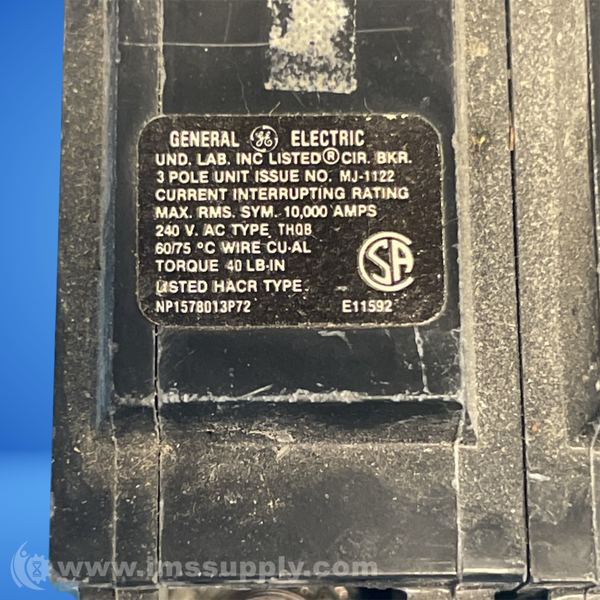 GENERAL GE ELECTRIC
UND. LAB. INC LISTED ® CIR. BKR.
3 POLE UNIT ISSUE NO. MJ-1122
CURRENT INTERRUPTING RATING
MAX. RMS. SYM. 10,000 AMPS
240 V. AC TYPE THQB
60/75 °C WIRE CU-AL
TORQUE 40 LB-IN
LISTED HACR TYPE
NP1578013P72 E11592
CSA
www.imssupply.com